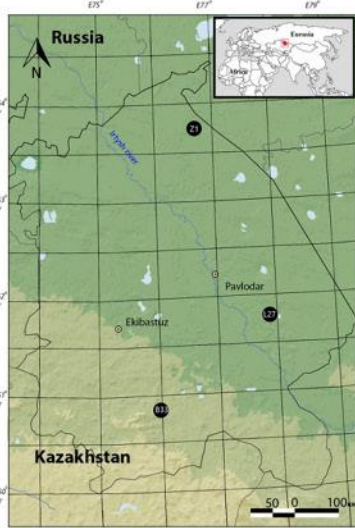 E75° E77° E79°
Russia
Eurasia
Africa
N
Z1
Irtysh river
Pavlodar
L27
Ekibastuz
B33
Kazakhstan
50 0 100